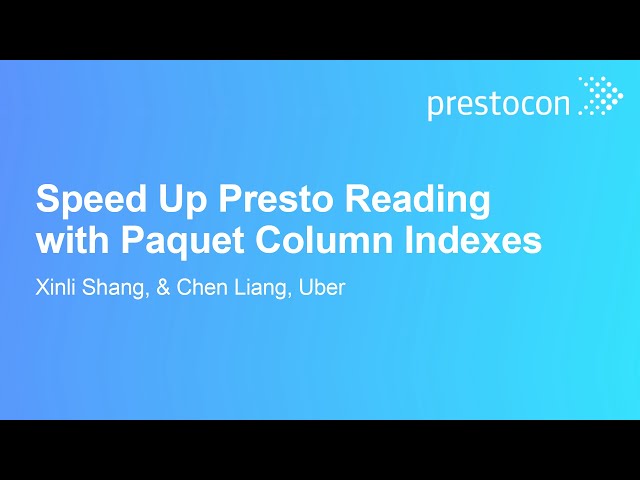 prestocon
Speed Up Presto Reading
with Paquet Column Indexes
Xinli Shang, & Chen Liang, Uber